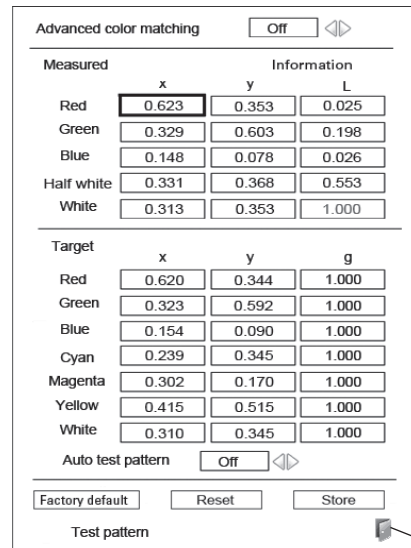 Advanced color matching Off
Measured Information
x y L
Red 0.623 0.353 0.025
Green 0.329 0.603 0.198
Blue 0.148 0.078 0.026
Half white 0.331 0.368 0.553
White 0.313 0.353 1.000
Target
x y g
Red 0.620 0.344 1.000
Green 0.323 0.592 1.000
Blue 0.154 0.090 1.000
Cyan 0.239 0.345 1.000
Magenta 0.302 0.170 1.000
Yellow 0.415 0.515 1.000
White 0.310 0.345 1.000
Auto test pattern Off
Factory default Reset Store
Test pattern